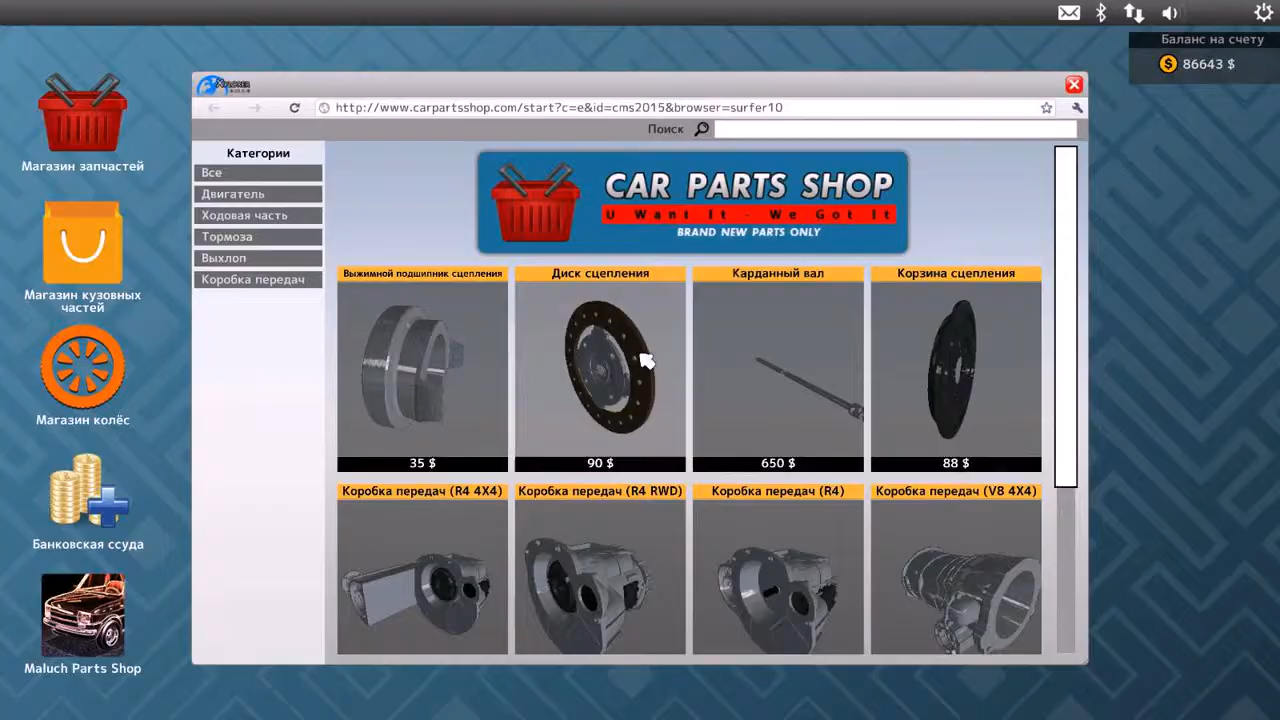 Баланс на счету
86643 $
Магазин запчастей
Магазин кузовных
частей
Магазин колёс
Банковская ссуда
Maluch Parts Shop
http://www.carpartsshop.com/start?c=e&id=cms2015&browser=surfer10
Поиск
Категории
Все
Двигатель
Ходовая часть
Тормоза
Выхлоп
Коробка передач
CAR PARTS SHOP
U Want It - We Got It
BRAND NEW PARTS ONLY
Выжимной подшипник сцепления
Диск сцепления
Карданный вал
Корзина сцепления
35 $
90 $
650 $
88 $
Коробка передач (R4 4X4)
Коробка передач (R4 RWD)
Коробка передач (R4)
Коробка передач (V8 4X4)